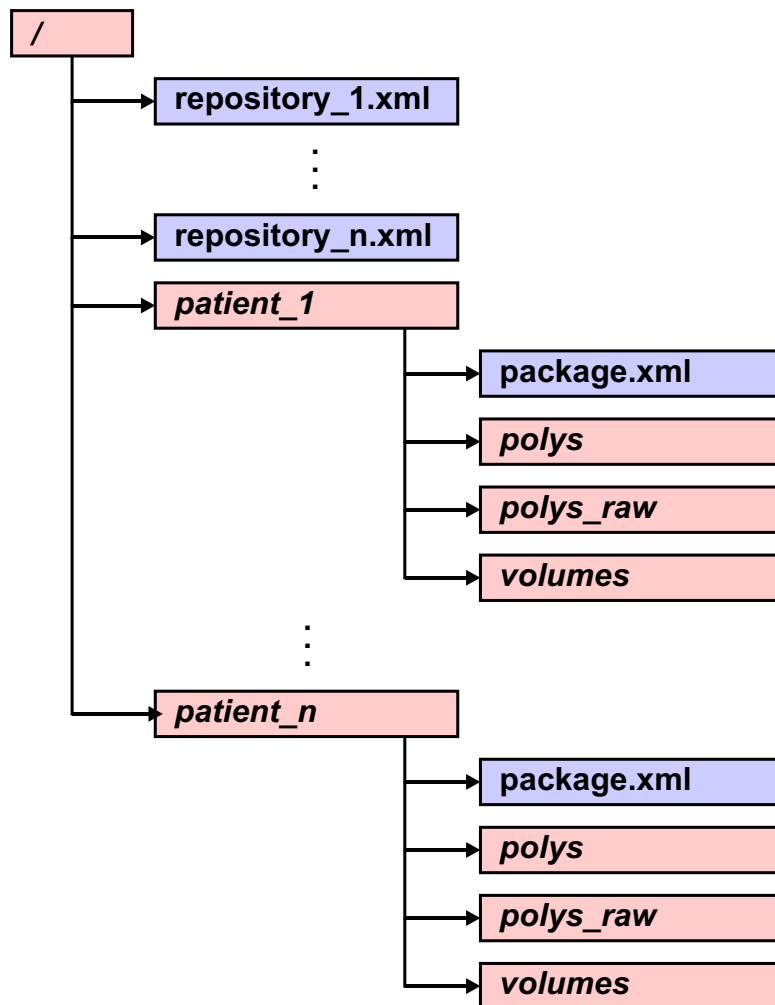 /
repository_1.xml
⋮
repository_n.xml
patient_1
package.xml
polys
polys_raw
volumes
⋮
patient_n
package.xml
polys
polys_raw
volumes